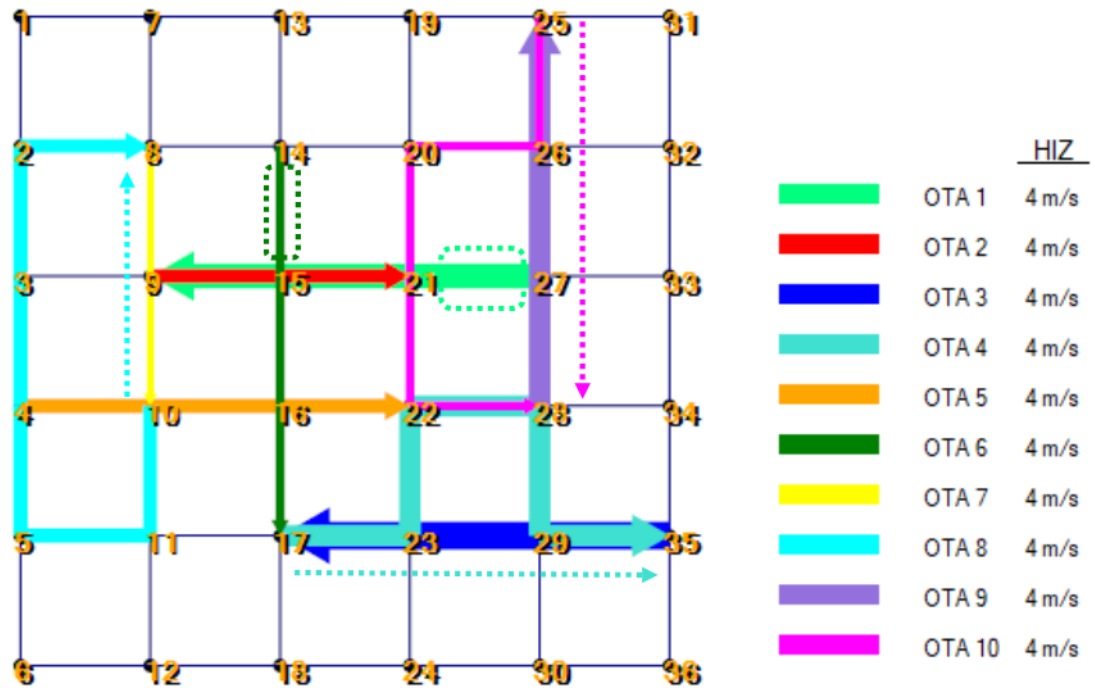 1 7 13 19 25 31
2 8 14 20 26 32
3 9 15 21 27 33
4 10 16 22 28 34
5 11 17 23 29 35
6 12 18 24 30 36
HIZ
OTA 1 4 m/s
OTA 2 4 m/s
OTA 3 4 m/s
OTA 4 4 m/s
OTA 5 4 m/s
OTA 6 4 m/s
OTA 7 4 m/s
OTA 8 4 m/s
OTA 9 4 m/s
OTA 10 4 m/s